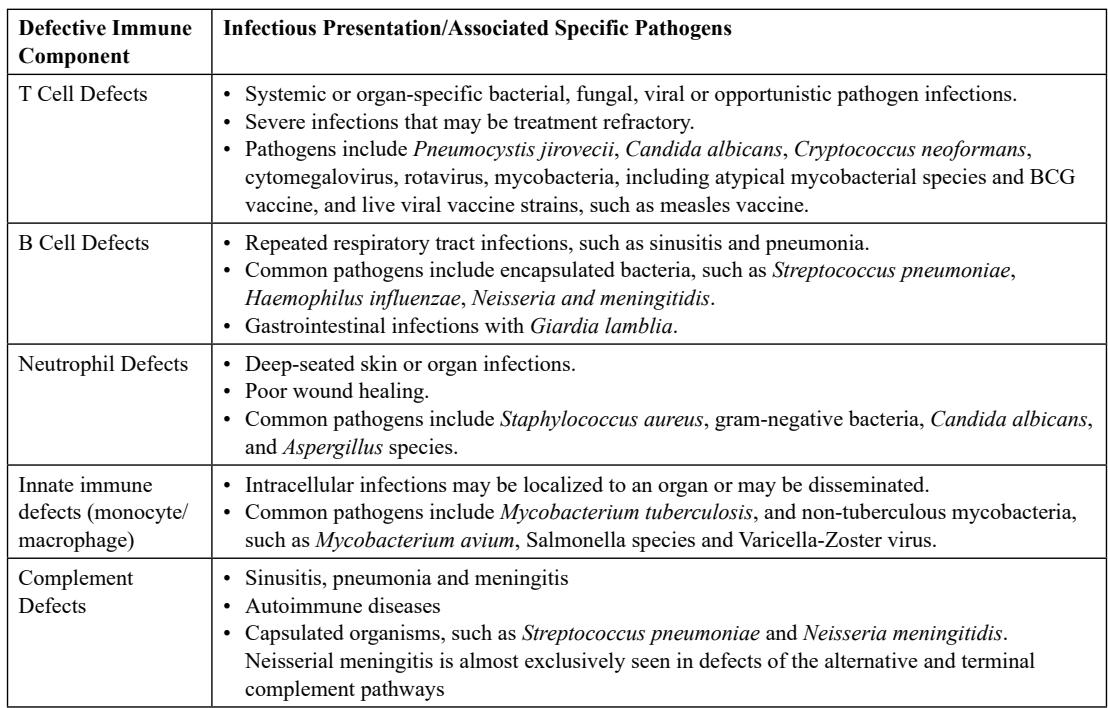 Defective Immune Component
Infectious Presentation/Associated Specific Pathogens
T Cell Defects
• Systemic or organ-specific bacterial, fungal, viral or opportunistic pathogen infections.
• Severe infections that may be treatment refractory.
• Pathogens include Pneumocystis jirovecii, Candida albicans, Cryptococcus neoformans,
cytomegalovirus, rotavirus, mycobacteria, including atypical mycobacterial species and BCG
vaccine, and live viral vaccine strains, such as measles vaccine.
B Cell Defects
• Repeated respiratory tract infections, such as sinusitis and pneumonia.
• Common pathogens include encapsulated bacteria, such as Streptococcus pneumoniae,
Haemophilus influenzae, Neisseria and meningitidis.
• Gastrointestinal infections with Giardia lamblia.
Neutrophil Defects
• Deep-seated skin or organ infections.
• Poor wound healing.
• Common pathogens include Staphylococcus aureus, gram-negative bacteria, Candida albicans,
and Aspergillus species.
Innate immune
defects (monocyte/
macrophage)
• Intracellular infections may be localized to an organ or may be disseminated.
• Common pathogens include Mycobacterium tuberculosis, and non-tuberculous mycobacteria,
such as Mycobacterium avium, Salmonella species and Varicella-Zoster virus.
Complement
Defects
• Sinusitis, pneumonia and meningitis
• Autoimmune diseases
• Capsulated organisms, such as Streptococcus pneumoniae and Neisseria meningitidis.
Neisserial meningitis is almost exclusively seen in defects of the alternative and terminal
complement pathways